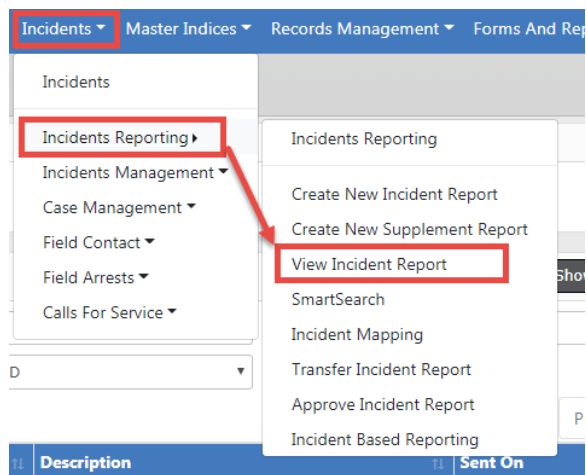 Incidents Master Indices Records Management Forms And Rep
Incidents
Incidents Reporting
Incidents Management
Case Management
Field Contact
Field Arrests
Calls For Service
Incidents Reporting
Create New Incident Report
Create New Supplement Report
View Incident Report
SmartSearch
Incident Mapping
Transfer Incident Report
Approve Incident Report
Incident Based Reporting
Show
D
P
Description Sent On